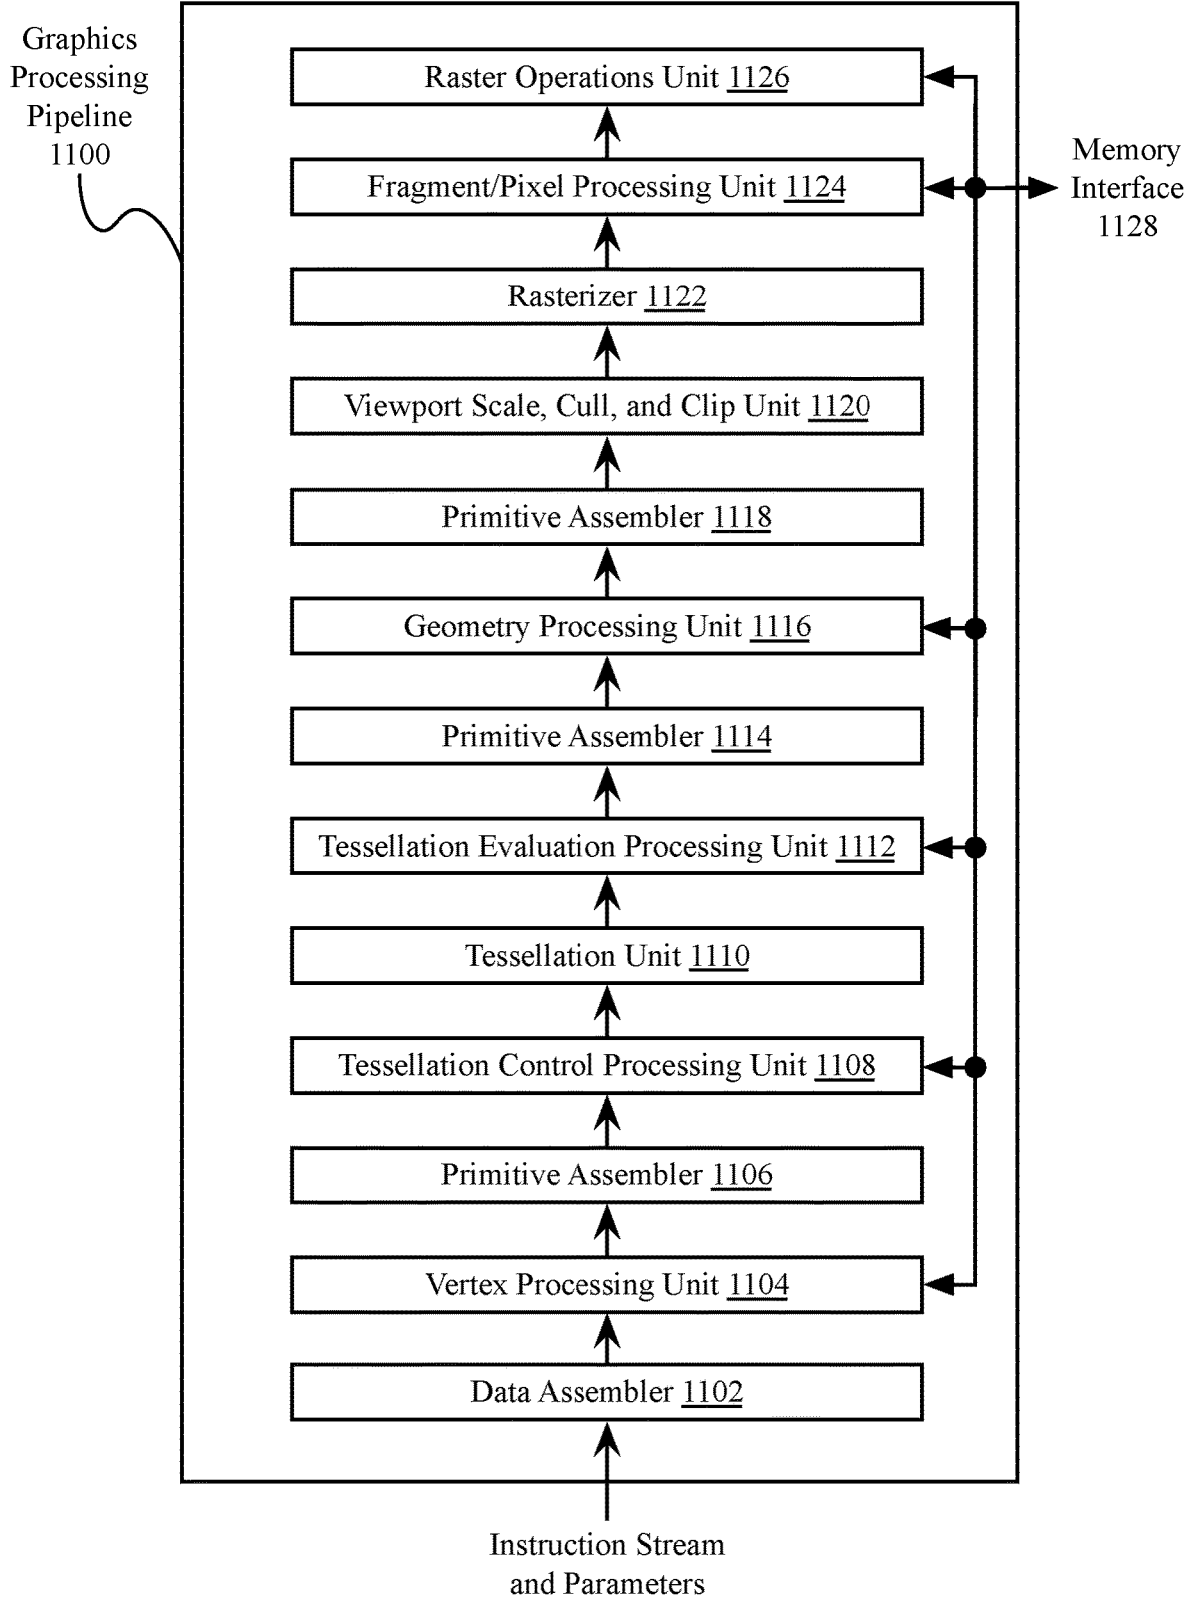 Graphics
Processing
Pipeline
1100
Raster Operations Unit 1126
Fragment/Pixel Processing Unit 1124
Memory
Interface
1128
Rasterizer 1122
Viewport Scale, Cull, and Clip Unit 1120
Primitive Assembler 1118
Geometry Processing Unit 1116
Primitive Assembler 1114
Tessellation Evaluation Processing Unit 1112
Tessellation Unit 1110
Tessellation Control Processing Unit 1108
Primitive Assembler 1106
Vertex Processing Unit 1104
Data Assembler 1102
Instruction Stream
and Parameters